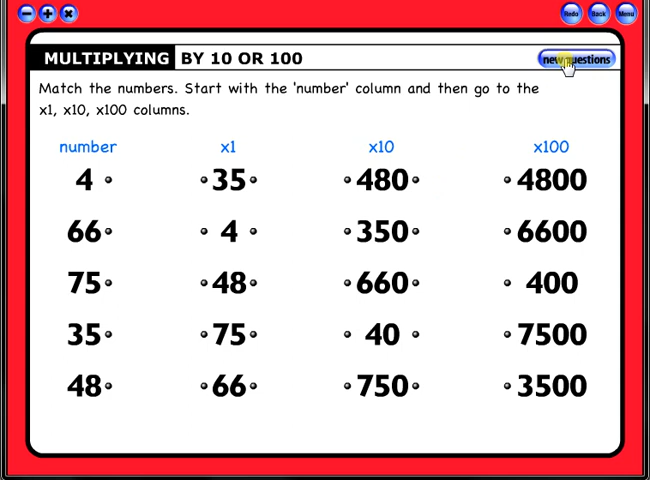 Redo Back Menu
MULTIPLYING BY 10 OR 100
new questions
Match the numbers. Start with the 'number' column and then go to the
x1, x10, x100 columns.
number x1 x10 x100
4 35 480 4800
66 4 350 6600
75 48 660 400
35 75 40 7500
48 66 750 3500